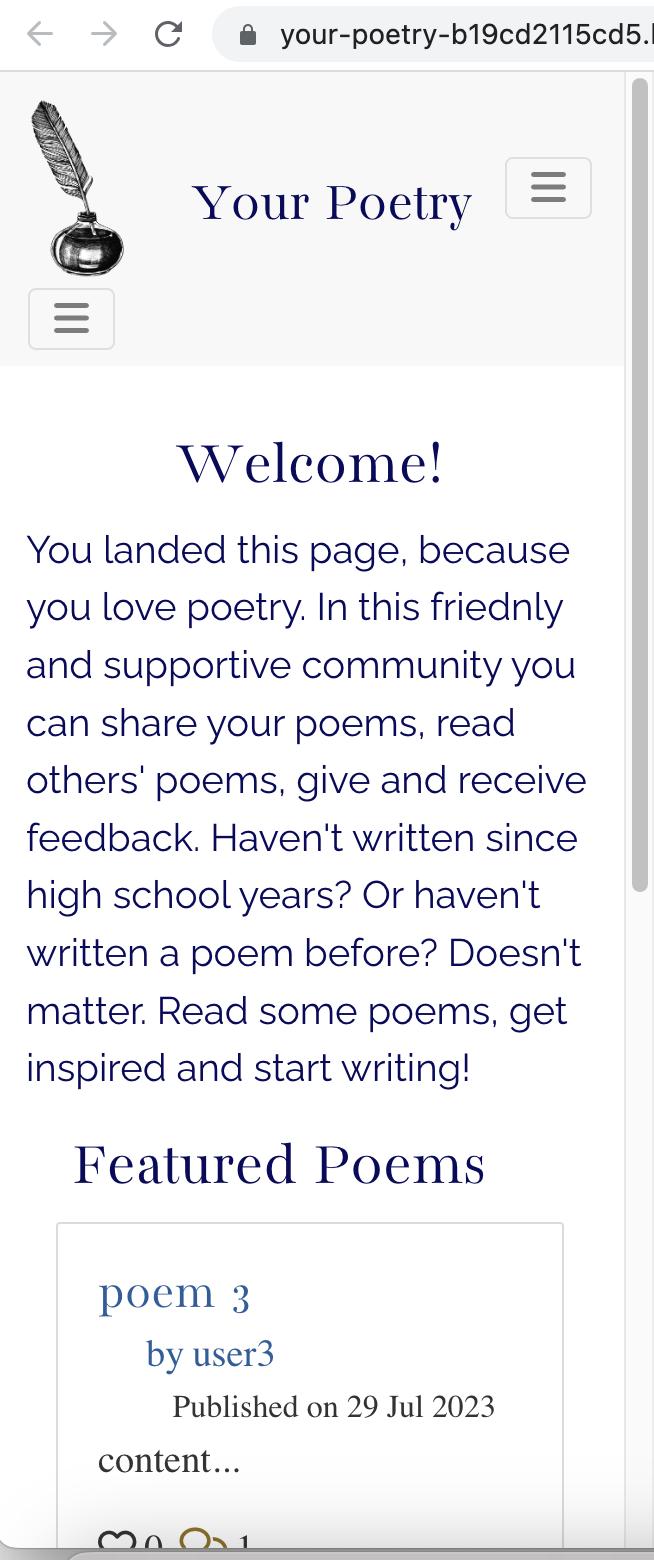 your-poetry-b19cd2115cd5.
Your Poetry
Welcome!
You landed this page, because
you love poetry. In this friednly
and supportive community you
can share your poems, read
others' poems, give and receive
feedback. Haven't written since
high school years? Or haven't
written a poem before? Doesn't
matter. Read some poems, get
inspired and start writing!
Featured Poems
poem 3
by user3
Published on 29 Jul 2023
content...
0 1